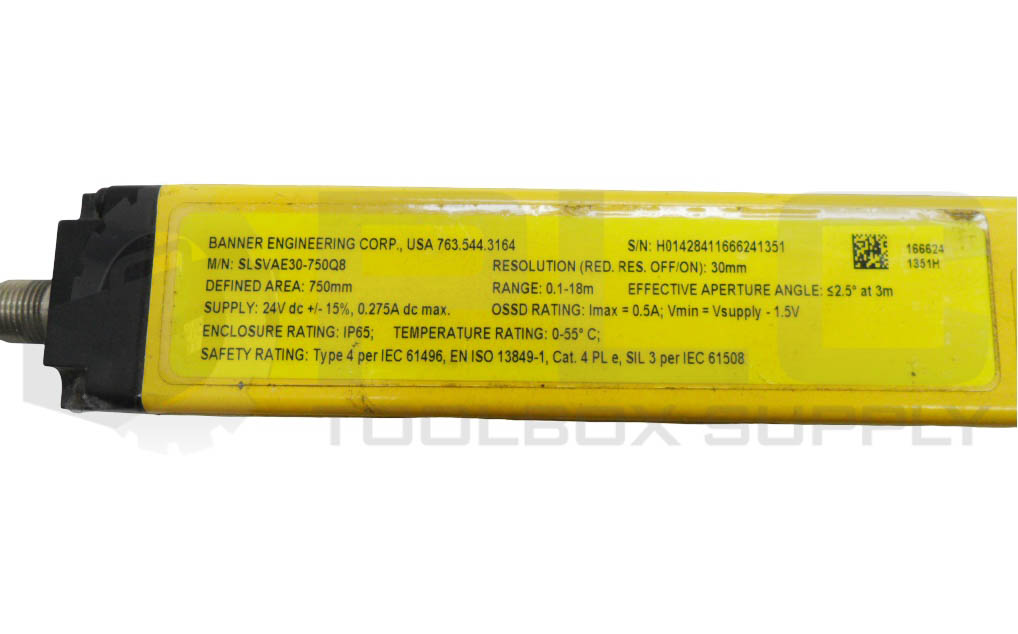 BANNER ENGINEERING CORP., USA 763.544.3164 S/N: H01428411666241351
166624
1351H
M/N: SLSVAE30-750Q8 RESOLUTION (RED. RES. OFF/ON): 30mm
DEFINED AREA: 750mm RANGE: 0.1-18m EFFECTIVE APERTURE ANGLE: ≤2.5° at 3m
SUPPLY: 24V dc +/- 15%, 0.275A dc max. OSSD RATING: Imax = 0.5A; Vmin = Vsupply - 1.5V
ENCLOSURE RATING: IP65; TEMPERATURE RATING: 0-55° C;
SAFETY RATING: Type 4 per IEC 61496, EN ISO 13849-1, Cat. 4 PL e, SIL 3 per IEC 61508
PLC
TOOLBOX SUPPLY